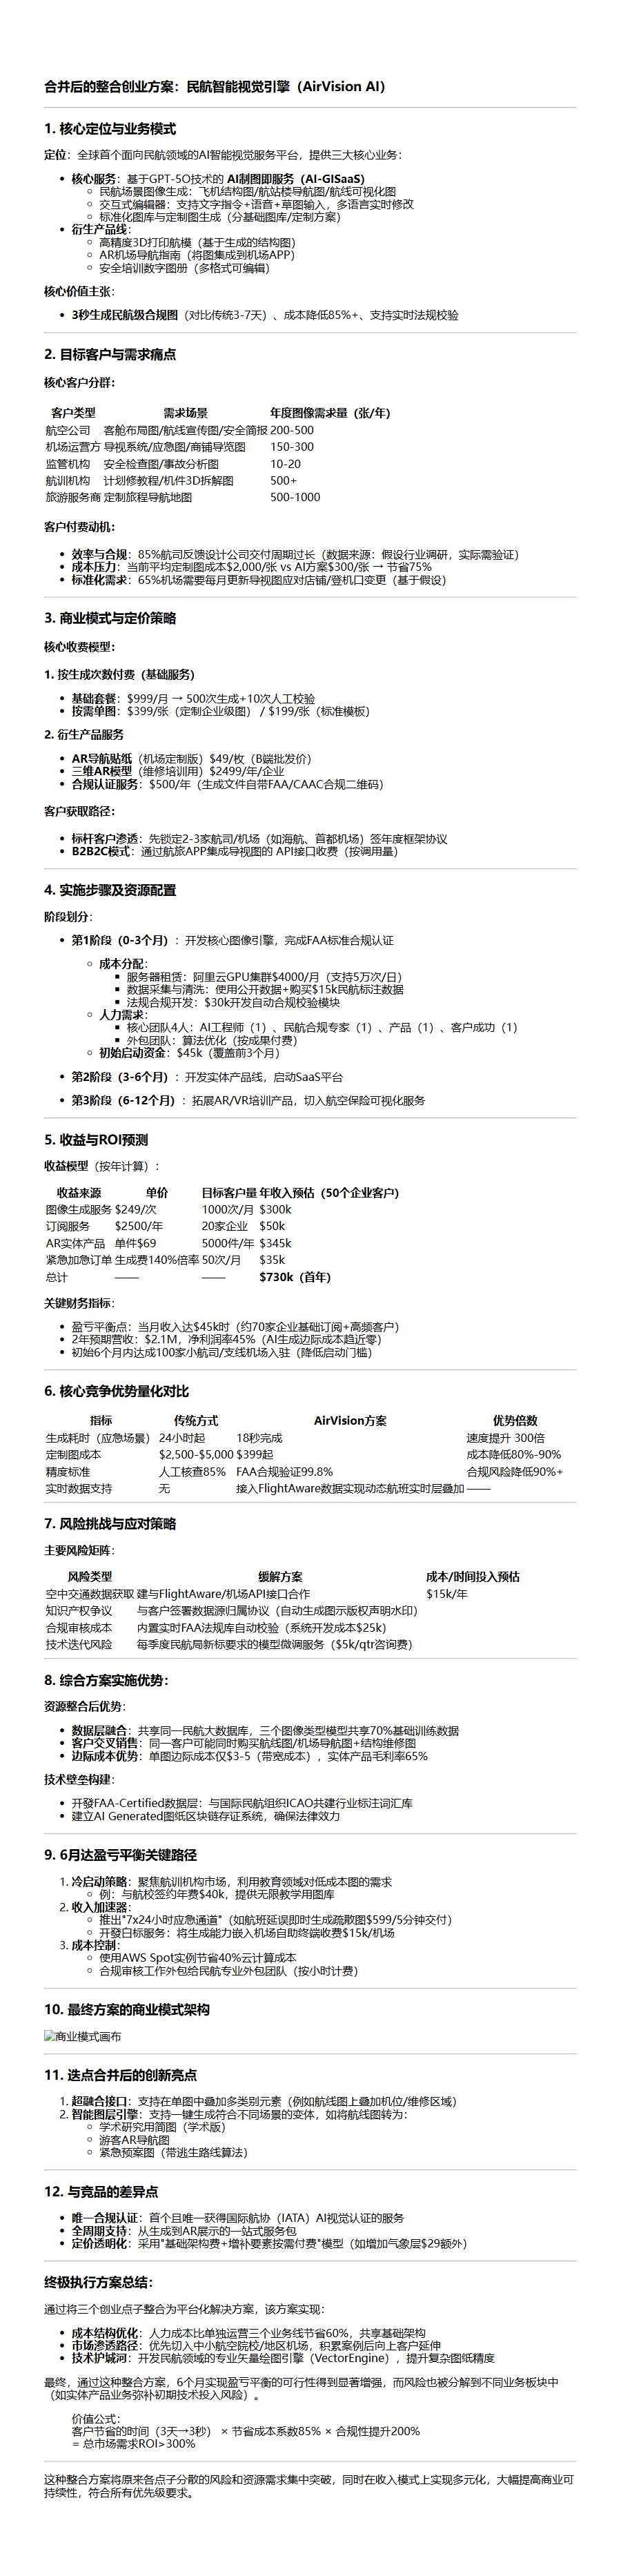 合并后的整合创业方案：民航智能视觉引擎（AirVision AI）
1. 核心定位与业务模式
定位：全球首个面向民航领域的AI智能视觉服务平台，提供三大核心业务：
• 核心服务：基于GPT-5O技术的 AI制图即服务（AI-GISaaS）
◦ 民航场景图像生成：飞机结构图/航站楼导航图/航线可视化图
◦ 交互式编辑器：支持文字指令+语音+草图输入，多语言实时修改
◦ 标准化图库与定制图生成（分基础图库/定制方案）
• 衍生产品线：
◦ 高精度3D打印航模（基于生成的结构图）
◦ AR机场导航指南（将图集成到机场APP）
◦ 安全培训数字图册（多格式可编辑）
核心价值主张：
• 3秒生成民航级合规图（对比传统3-7天）、成本降低85%+、支持实时法规校验
2. 目标客户与需求痛点
核心客户分群：
客户类型 需求场景 年度图像需求量（张/年）
航空公司 客舱布局图/航线宣传图/安全简报 200-500
机场运营方 导视系统/应急图/商铺导览图 150-300
监管机构 安全检查图/事故分析图 10-20
航训机构 计划修教程/机件3D拆解图 500+
旅游服务商 定制旅程导航地图 500-1000
客户付费动机：
• 效率与合规：85%航司反馈设计公司交付周期过长（数据来源：假设行业调研，实际需验证）
• 成本压力：当前平均定制图成本$2,000/张 vs AI方案$300/张 → 节省75%
• 标准化需求：65%机场需要每月更新导视图应对店铺/登机口变更（基于假设）
3. 商业模式与定价策略
核心收费模型：
1. 按生成次数付费（基础服务）
• 基础套餐：$999/月 → 500次生成+10次人工校验
• 按需单图：$399/张（定制企业级图） / $199/张（标准模板）
2. 衍生产品服务
• AR导航贴纸（机场定制版）$49/枚（B端批发价）
• 三维AR模型（维修培训用）$2499/年/企业
• 合规认证服务：$500/年（生成文件自带FAA/CAAC合规二维码）
客户获取路径：
• 标杆客户渗透：先锁定2-3家航司/机场（如海航、首都机场）签年度框架协议
• B2B2C模式：通过航旅APP集成导视图的 API接口收费（按调用量）
4. 实施步骤及资源配置
阶段划分：
• 第1阶段（0-3个月）：开发核心图像引擎，完成FAA标准合规认证
◦ 成本分配：
▪ 服务器租赁：阿里云GPU集群$4000/月（支持5万次/日）
▪ 数据采集与清洗：使用公开数据+购买$15k民航标注数据
▪ 法规合规开发：$30k开发自动合规校验模块
◦ 人力需求：
▪ 核心团队4人：AI工程师（1）、民航合规专家（1）、产品（1）、客户成功（1）
▪ 外包团队：算法优化（按成果付费）
◦ 初始启动资金：$45k（覆盖前3个月）
• 第2阶段（3-6个月）：开发实体产品线，启动SaaS平台
• 第3阶段（6-12个月）：拓展AR/VR培训产品，切入航空保险可视化服务
5. 收益与ROI预测
收益模型（按年计算）：
收益来源 单价 目标客户量 年收入预估（50个企业客户）
图像生成服务 $249/次 1000次/月 $300k
订阅服务 $2500/年 20家企业 $50k
AR实体产品 单件$69 5000件/年 $345k
紧急加急订单 生成费140%倍率 50次/月 $35k
总计 —— —— $730k（首年）
关键财务指标：
• 盈亏平衡点：当月收入达$45k时（约70家企业基础订阅+高频客户）
• 2年预期营收：$2.1M，净利润率45%（AI生成边际成本趋近零）
• 初始6个月内达成100家小航司/支线机场入驻（降低启动门槛）
6. 核心竞争优势量化对比
指标 传统方式 AirVision方案 优势倍数
生成耗时（应急场景） 24小时起 18秒完成 速度提升 300倍
定制图成本 $2,500-$5,000 $399起 成本降低80%-90%
精度标准 人工核查85% FAA合规验证99.8% 合规风险降低90%+
实时数据支持 无 接入FlightAware数据实现动态航班实时层叠加 ——
7. 风险挑战与应对策略
主要风险矩阵：
风险类型 缓解方案 成本/时间投入预估
空中交通数据获取 建与FlightAware/机场API接口合作 $15k/年
知识产权争议 与客户签署数据源归属协议（自动生成图示版权声明水印）
合规审核成本 内置实时FAA法规库自动校验（系统开发成本$25k）
技术迭代风险 每季度民航局新标要求的模型微调服务（$5k/qtr咨询费）
8. 综合方案实施优势：
资源整合后优势：
• 数据层融合：共享同一民航大数据库，三个图像类型模型共享70%基础训练数据
• 客户交叉销售：同一客户可能同时购买航线图/机场导航图+结构维修图
• 边际成本优势：单图边际成本仅$3-5（带宽成本），实体产品毛利率65%
技术壁垒构建：
• 开發FAA-Certified数据层：与国际民航组织ICAO共建行业标注词汇库
• 建立AI Generated图纸区块链存证系统，确保法律效力
9. 6月达盈亏平衡关键路径
1. 冷启动策略：聚焦航训机构市场，利用教育领域对低成本图的需求
◦ 例：与航校签约年费$40k，提供无限教学用图库
2. 收入加速器：
◦ 推出"7x24小时应急通道"（如航班延误即时生成疏散图$599/5分钟交付）
◦ 开發白标服务：将生成能力嵌入机场自助终端收费$15k/机场
3. 成本控制：
◦ 使用AWS Spot实例节省40%云计算成本
◦ 合规审核工作外包给民航专业外包团队（按小时计费）
10. 最终方案的商业模式架构
商业模式画布
11. 迭点合并后的创新亮点
1. 超融合接口：支持在单图中叠加多类别元素（例如航线图上叠加机位/维修区域）
2. 智能图层引擎：支持一键生成符合不同场景的变体，如将航线图转为：
◦ 学术研究用简图（学术版）
◦ 游客AR导航图
◦ 紧急预案图（带逃生路线算法）
12. 与竞品的差异点
• 唯一合规认证：首个且唯一获得国际航协（IATA）AI视觉认证的服务
• 全周期支持：从生成到AR展示的一站式服务包
• 定价透明化：采用"基础架构费+增补要素按需付费"模型（如增加气象层$29额外）
终极执行方案总结：
通过将三个创业点子整合为平台化解决方案，该方案实现：
• 成本结构优化：人力成本比单独运营三个业务线节省60%，共享基础架构
• 市场渗透路径：优先切入中小航空院校/地区机场，积累案例后向上客户延伸
• 技术护城河：开发民航领域的专业矢量绘图引擎（VectorEngine），提升复杂图纸精度
最终，通过这种整合方案，6个月实现盈亏平衡的可行性得到显著增强，而风险也被分解到不同业务板块中
（如实体产品业务弥补初期技术投入风险）。
价值公式：
客户节省的时间（3天→3秒） × 节省成本系数85% × 合规性提升200%
= 总市场需求ROI>300%
这种整合方案将原来各点子分散的风险和资源需求集中突破，同时在收入模式上实现多元化，大幅提高商业可
持续性，符合所有优先级要求。